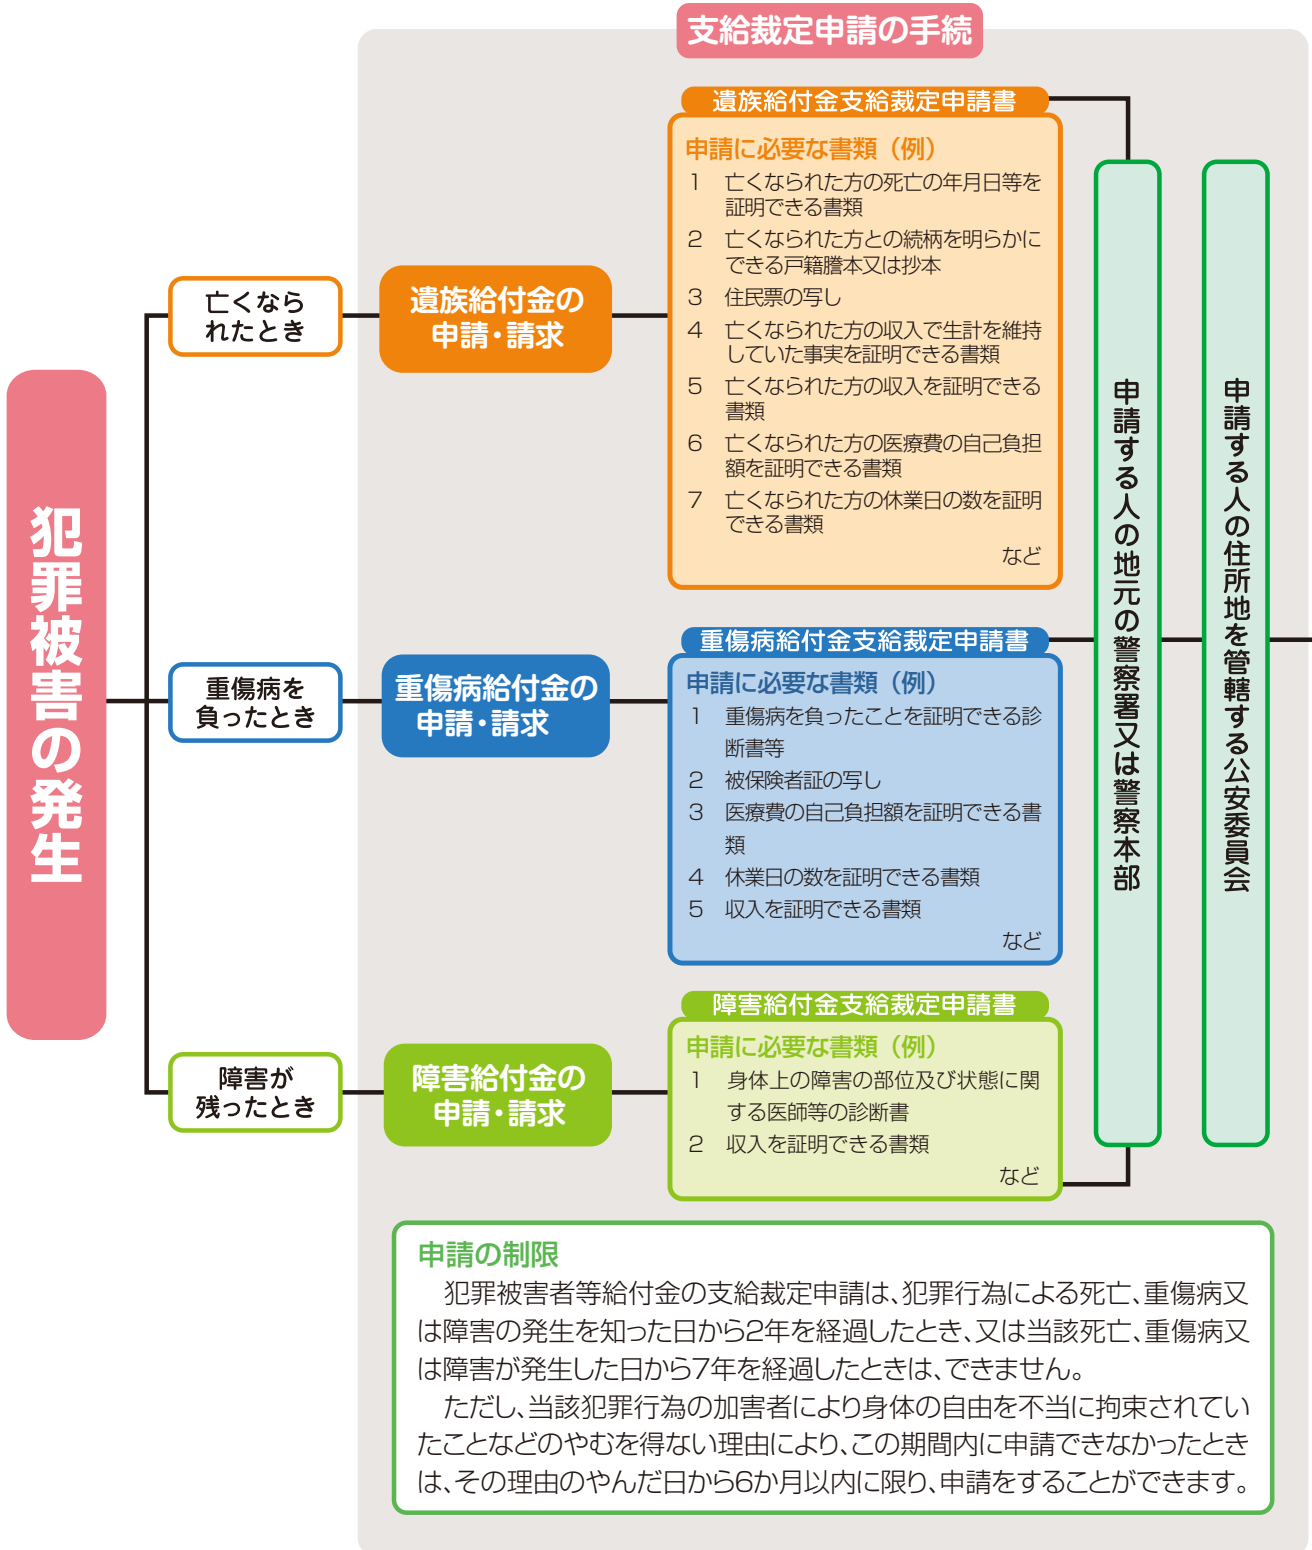 支給裁定申請の手続
犯罪被害の発生
亡くなら
れたとき
遺族給付金の
申請・請求
遺族給付金支給裁定申請書
申請に必要な書類（例）
1 亡くなられた方の死亡の年月日等を
証明できる書類
2 亡くなられた方との続柄を明らかに
できる戸籍謄本又は抄本
3 住民票の写し
4 亡くなられた方の収入で生計を維持
していた事実を証明できる書類
5 亡くなられた方の収入を証明できる
書類
6 亡くなられた方の医療費の自己負担
額を証明できる書類
7 亡くなられた方の休業日の数を証明
できる書類
など
重傷病を
負ったとき
重傷病給付金の
申請・請求
重傷病給付金支給裁定申請書
申請に必要な書類（例）
1 重傷病を負ったことを証明できる診
断書等
2 被保険者証の写し
3 医療費の自己負担額を証明できる書
類
4 休業日の数を証明できる書類
5 収入を証明できる書類
など
障害が
残ったとき
障害給付金の
申請・請求
障害給付金支給裁定申請書
申請に必要な書類（例）
1 身体上の障害の部位及び状態に関
する医師等の診断書
2 収入を証明できる書類
など
申請する人の地元の警察署又は警察本部
申請する人の住所地を管轄する公安委員会
申請の制限
犯罪被害者等給付金の支給裁定申請は、犯罪行為による死亡、重傷病又
は障害の発生を知った日から2年を経過したとき、又は当該死亡、重傷病又
は障害が発生した日から7年を経過したときは、できません。
ただし、当該犯罪行為の加害者により身体の自由を不当に拘束されてい
たことなどのやむを得ない理由により、この期間内に申請できなかったとき
は、その理由のやんだ日から6か月以内に限り、申請をすることができます。